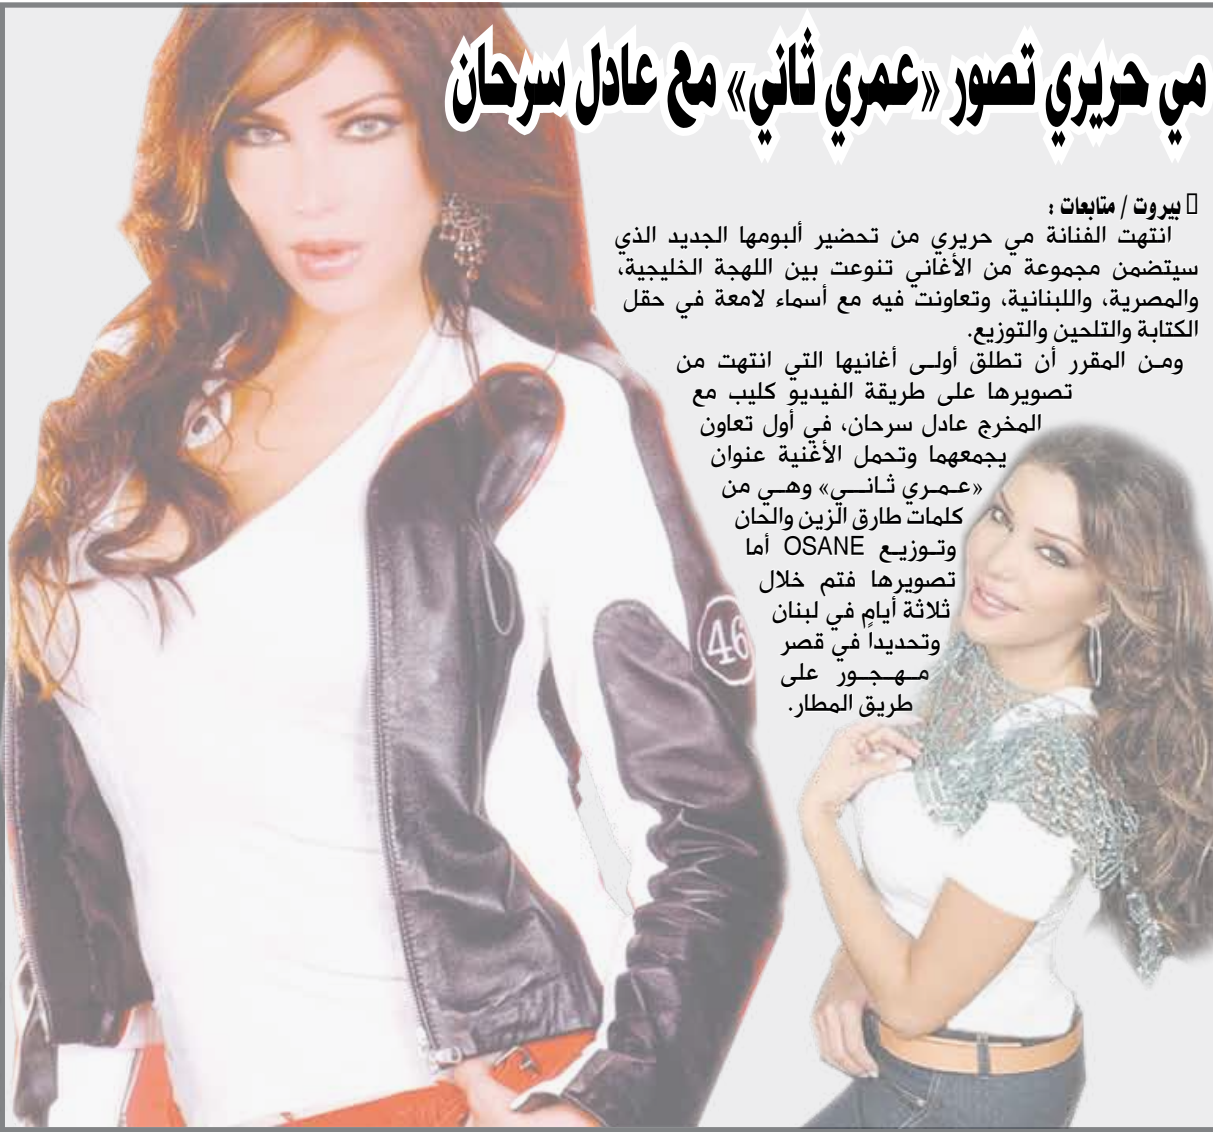 مي حريري تصور «عمري ثاني» مع عادل سرحان
بيروت / متابعات :
انتهت الفنانة مي حريري من تحضير ألبومها الجديد الذي
سيتضمن مجموعة من الأغاني تنوعت بين اللهجة الخليجية،
والمصرية، واللبنانية، وتعاونت فيه مع أسماء لامعة في حقل
الكتابة والتلحين والتوزيع.
ومن المقرر أن تطلق أولى أغانيها التي انتهت من
تصويرها على طريقة الفيديو كليب مع
المخرج عادل سرحان، في أول تعاون
يجمعهما وتحمل الأغنية عنوان
«عمري ثاني» وهي من
كلمات طارق الزين والحان
وتوزيع OSANE أما
تصويرها فتم خلال
ثلاثة أيام في لبنان
وتحديداً في قصر
مهجور على
طريق المطار.
46